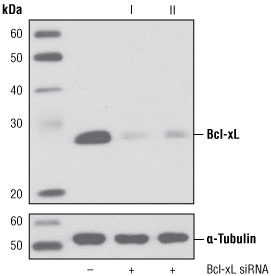 kDa
I II
60
50
40
30
Bcl-xL
20
60
α-Tubulin
50
– + + Bcl-xL siRNA